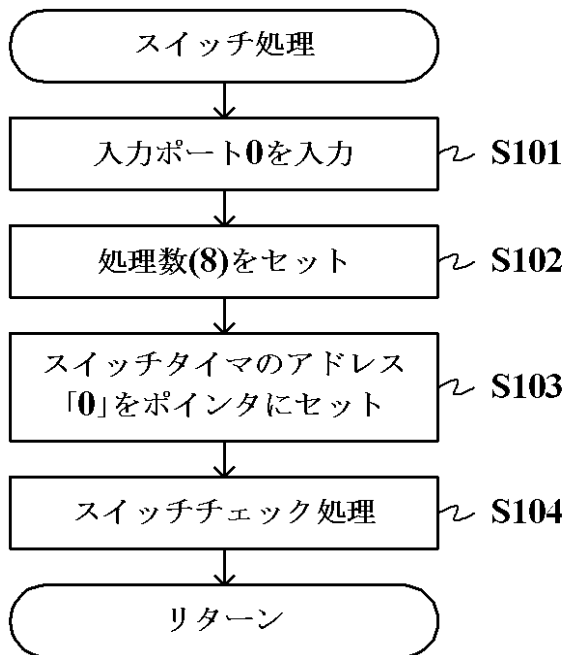 スイッチ処理
入力ポート0を入力
S101
処理数(8)をセット
S102
スイッチタイマのアドレス
「0」をポインタにセット
S103
スイッチチェック処理
S104
リターン